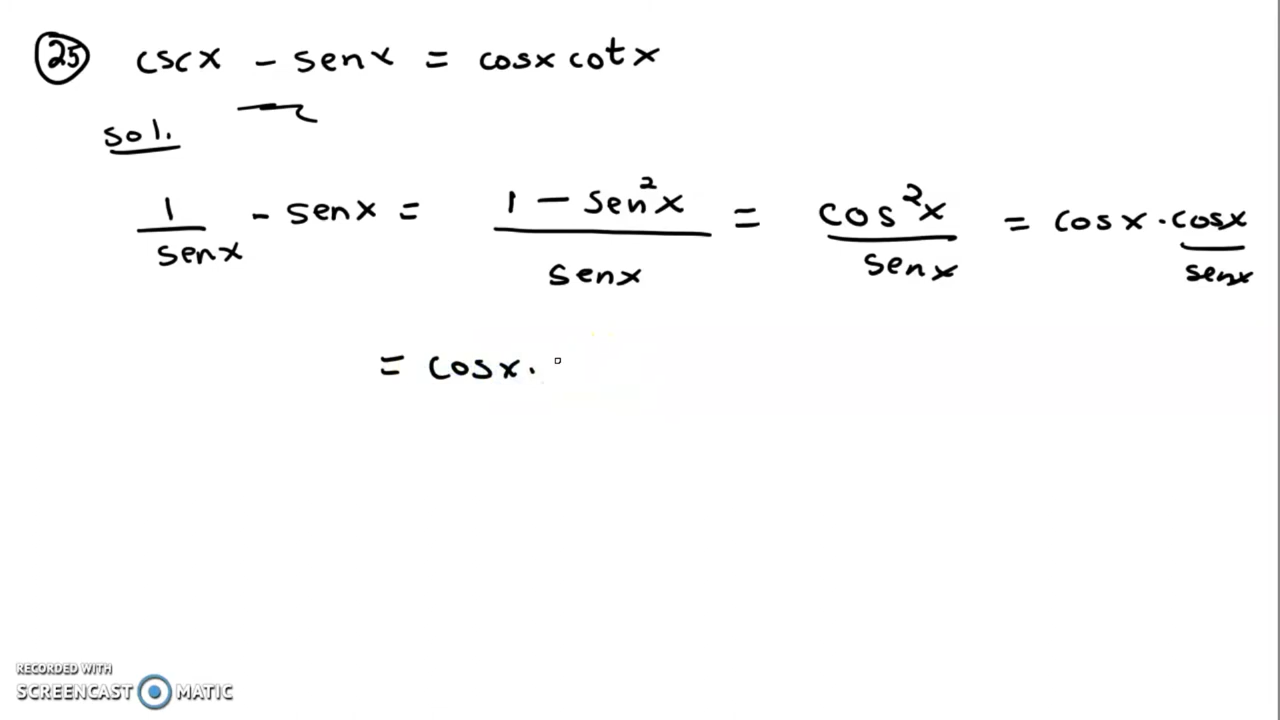 25 cscx - senx = cosx cotx
sol.
1/senx - senx = (1 - sen²x)/senx = cos²x/senx = cosx · cosx/senx
= cosx ·
RECORDED WITH
SCREENCAST MATIC